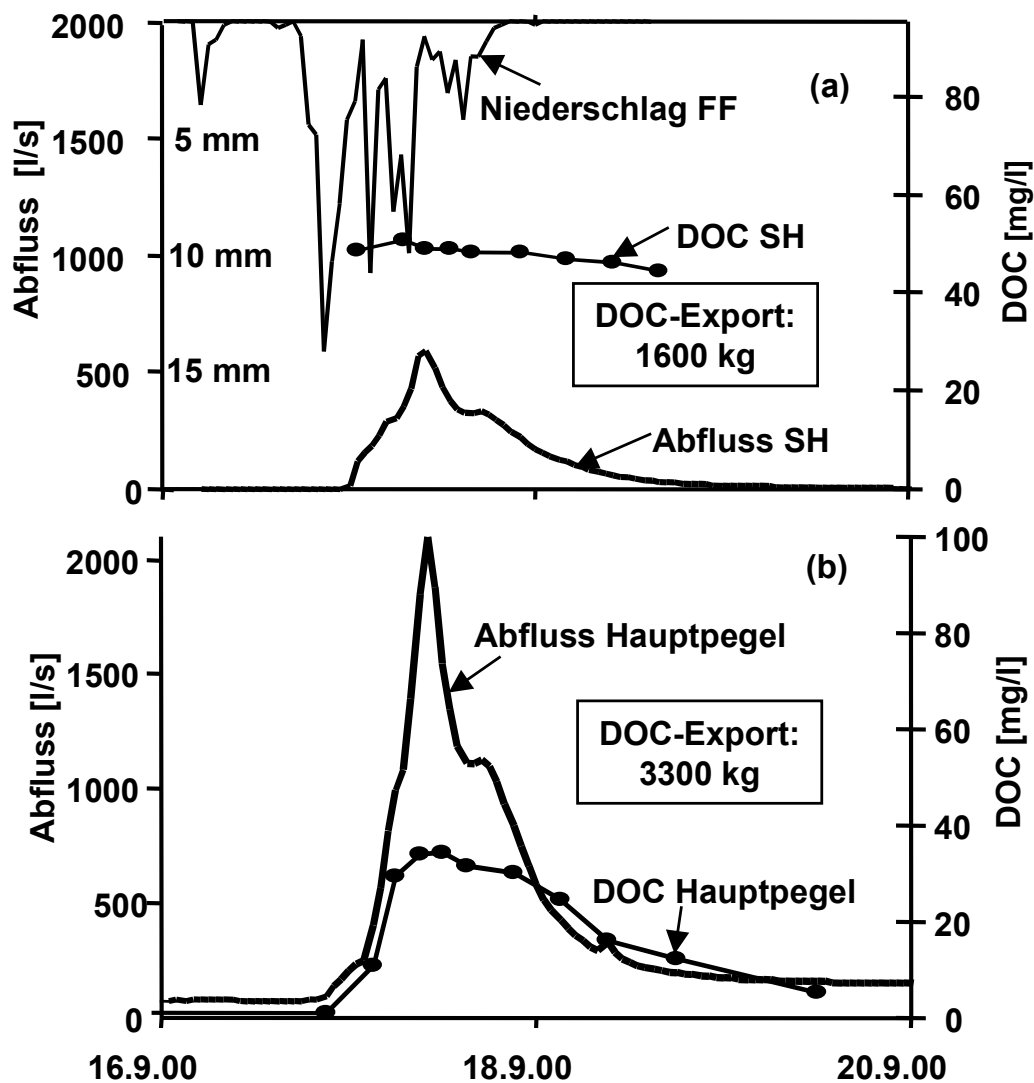 2000
1500
1000
500
0
Abfluss [l/s]
5 mm
10 mm
15 mm
(a)
Niederschlag FF
DOC SH
DOC-Export:
1600 kg
Abfluss SH
80
60
40
20
0
DOC [mg/l]
2000
1500
1000
500
0
Abfluss [l/s]
(b)
Abfluss Hauptpegel
DOC-Export:
3300 kg
DOC Hauptpegel
100
80
60
40
20
0
DOC [mg/l]
16.9.00
18.9.00
20.9.00